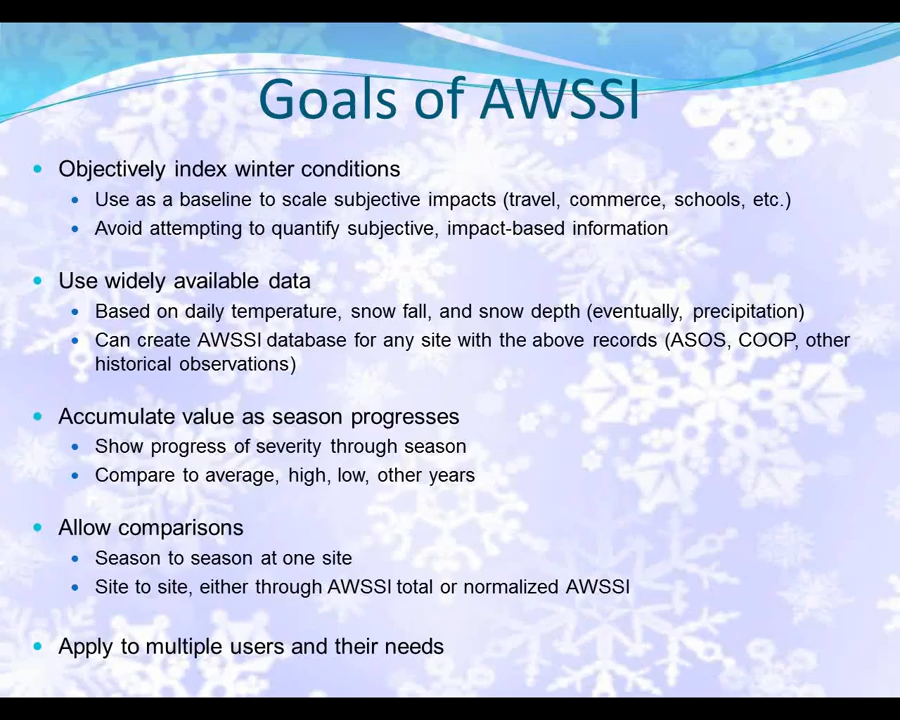 Goals of AWSSI
Objectively index winter conditions
Use as a baseline to scale subjective impacts (travel, commerce, schools, etc.)
Avoid attempting to quantify subjective, impact-based information
Use widely available data
Based on daily temperature, snow fall, and snow depth (eventually, precipitation)
Can create AWSSI database for any site with the above records (ASOS, COOP, other
historical observations)
Accumulate value as season progresses
Show progress of severity through season
Compare to average, high, low, other years
Allow comparisons
Season to season at one site
Site to site, either through AWSSI total or normalized AWSSI
Apply to multiple users and their needs